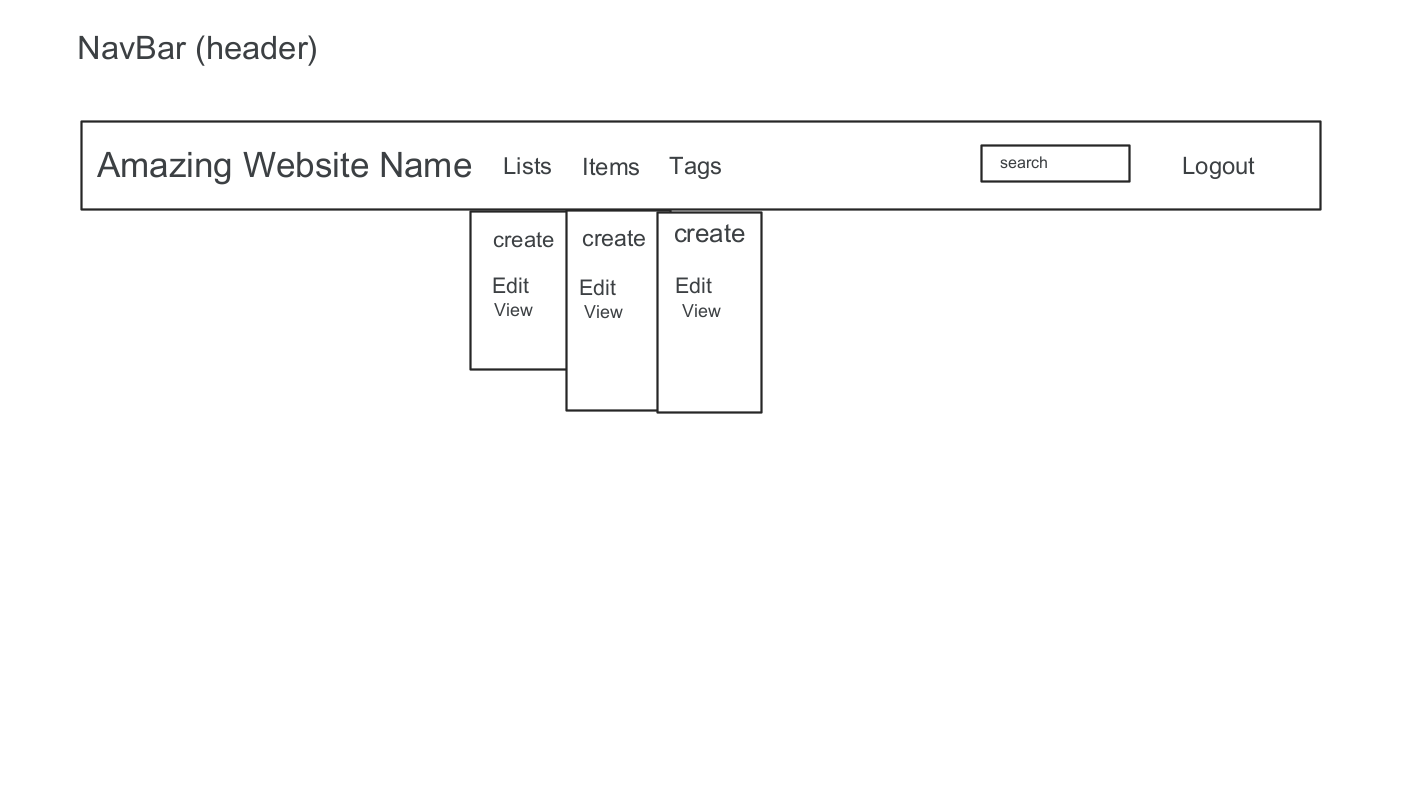 NavBar (header)
Amazing Website Name Lists Items Tags search Logout
create create create
Edit Edit Edit
View View View